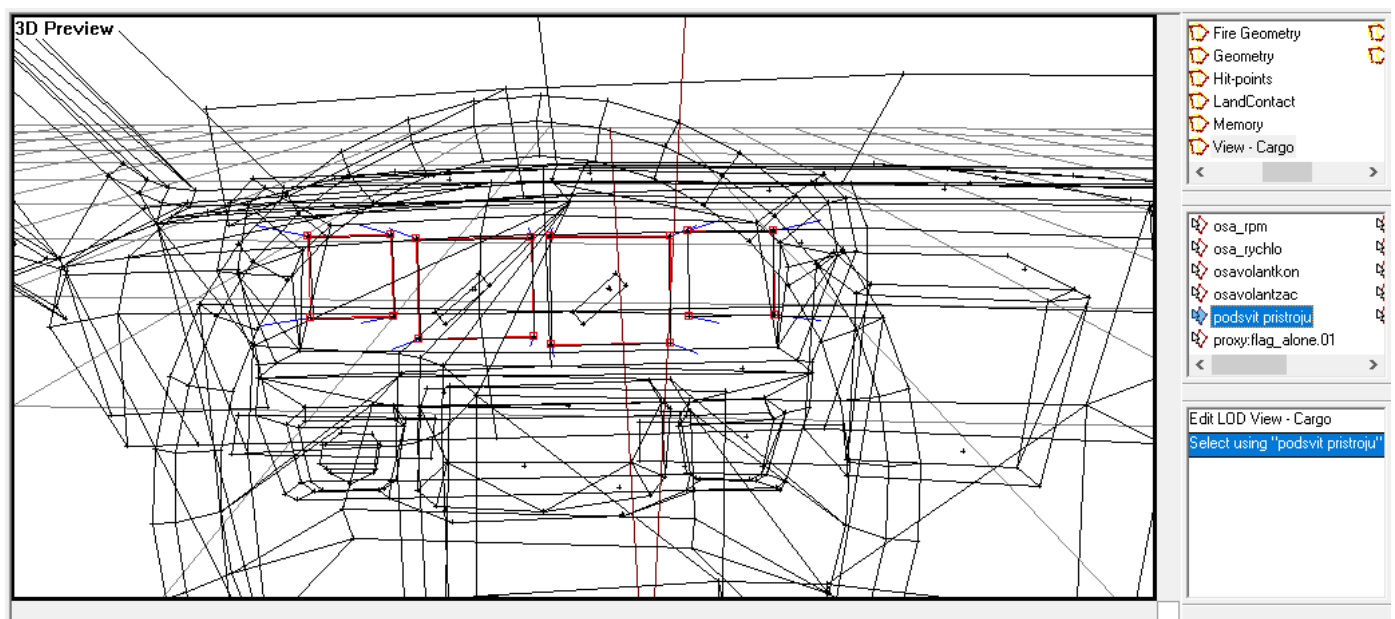 3D Preview
Fire Geometry
Geometry
Hit-points
LandContact
Memory
View - Cargo
osa_rpm
osa_rychlo
osavolantkon
osavolantzac
podsvit pristroju
proxy:flag_alone.01
Edit LOD View - Cargo
Select using "podsvit pristroju"